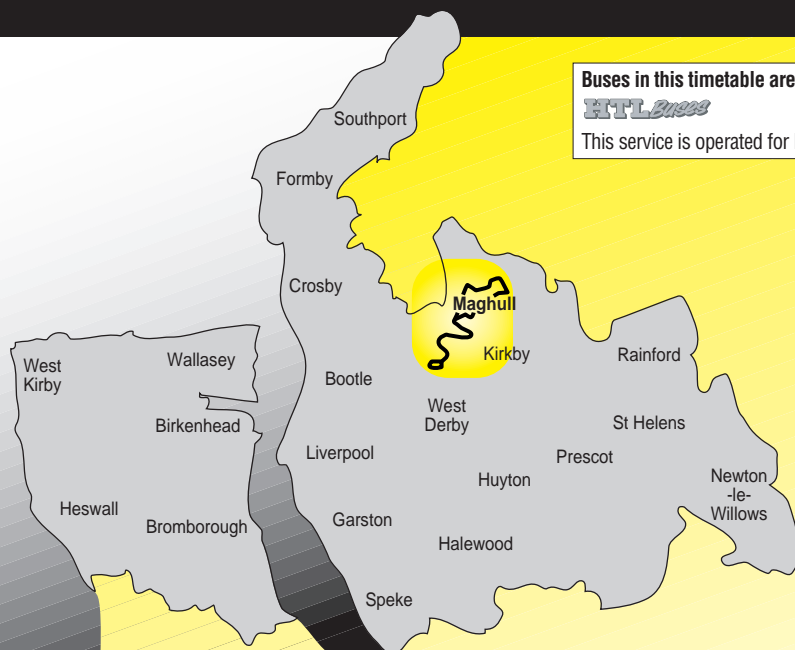 Buses in this timetable are
HTL Buses
This service is operated for
Southport
Formby
Crosby
Maghull
Kirkby
Rainford
West
Kirby
Wallasey
Bootle
Birkenhead
West
Derby
St Helens
Liverpool
Prescot
Huyton
Newton
-le-
Willows
Heswall
Bromborough
Garston
Halewood
Speke